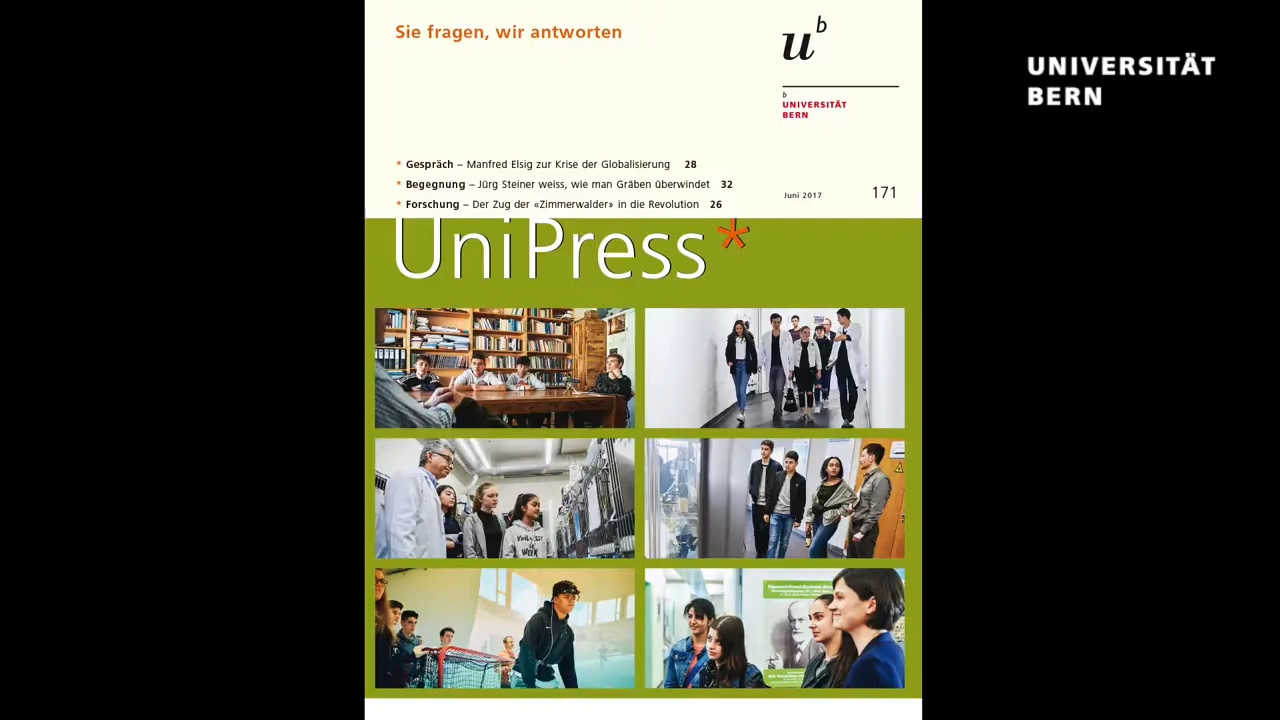 Sie fragen, wir antworten
u b
b
UNIVERSITÄT
BERN
UNIVERSITÄT
BERN
* Gespräch – Manfred Elsig zur Krise der Globalisierung 28
* Begegnung – Jürg Steiner weiss, wie man Gräben überwindet 32
* Forschung – Der Zug der «Zimmerwalder» in die Revolution 26
Juni 2017 171
UniPress*